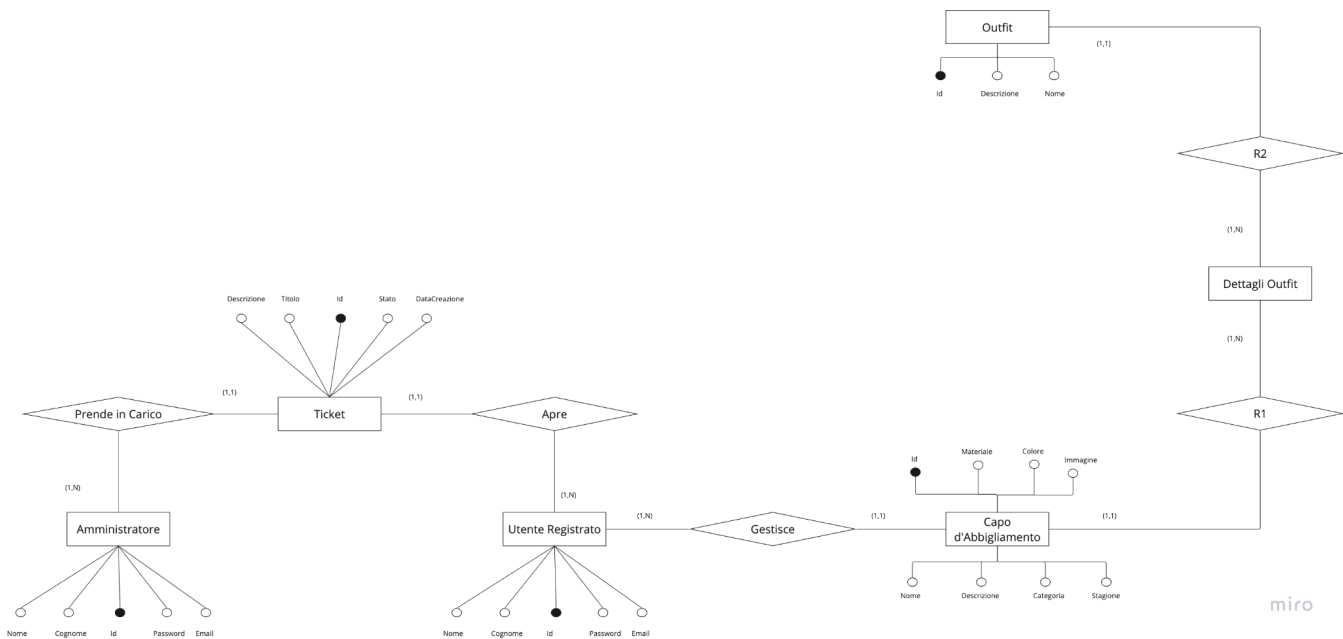 Outfit
(1,1)
Id
Descrizione
Nome
R2
(1,N)
Dettagli Outfit
(1,N)
R1
Descrizione
Titolo
Id
Stato
DataCreazione
(1,1)
(1,1)
Prende in Carico
Ticket
Apre
(1,N)
(1,N)
Amministratore
Nome
Cognome
Id
Password
Email
Utente Registrato
Nome
Cognome
Id
Password
Email
(1,N)
Gestisce
(1,1)
Id
Materiale
Colore
Immagine
Capo
d'Abbigliamento
(1,1)
Nome
Descrizione
Categoria
Stagione
miro